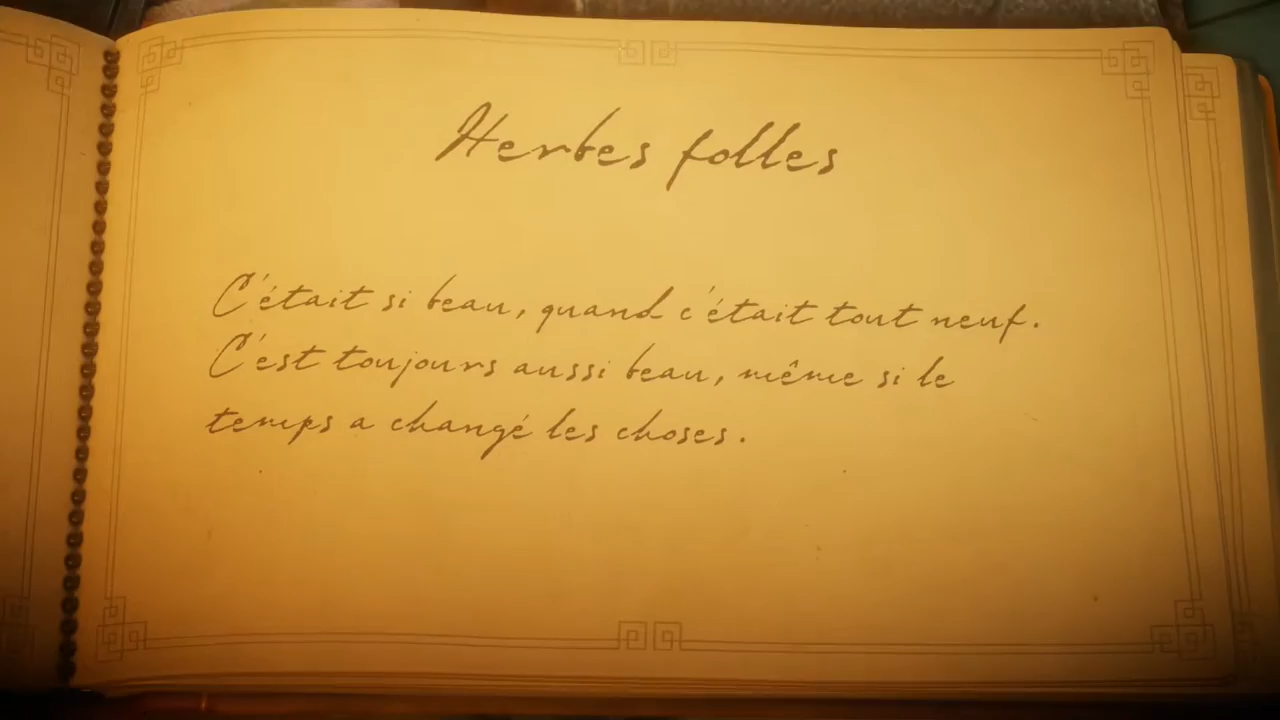 Herbes folles
C'était si beau, quand c'était tout neuf.
C'est toujours aussi beau, même si le
temps a changé les choses.